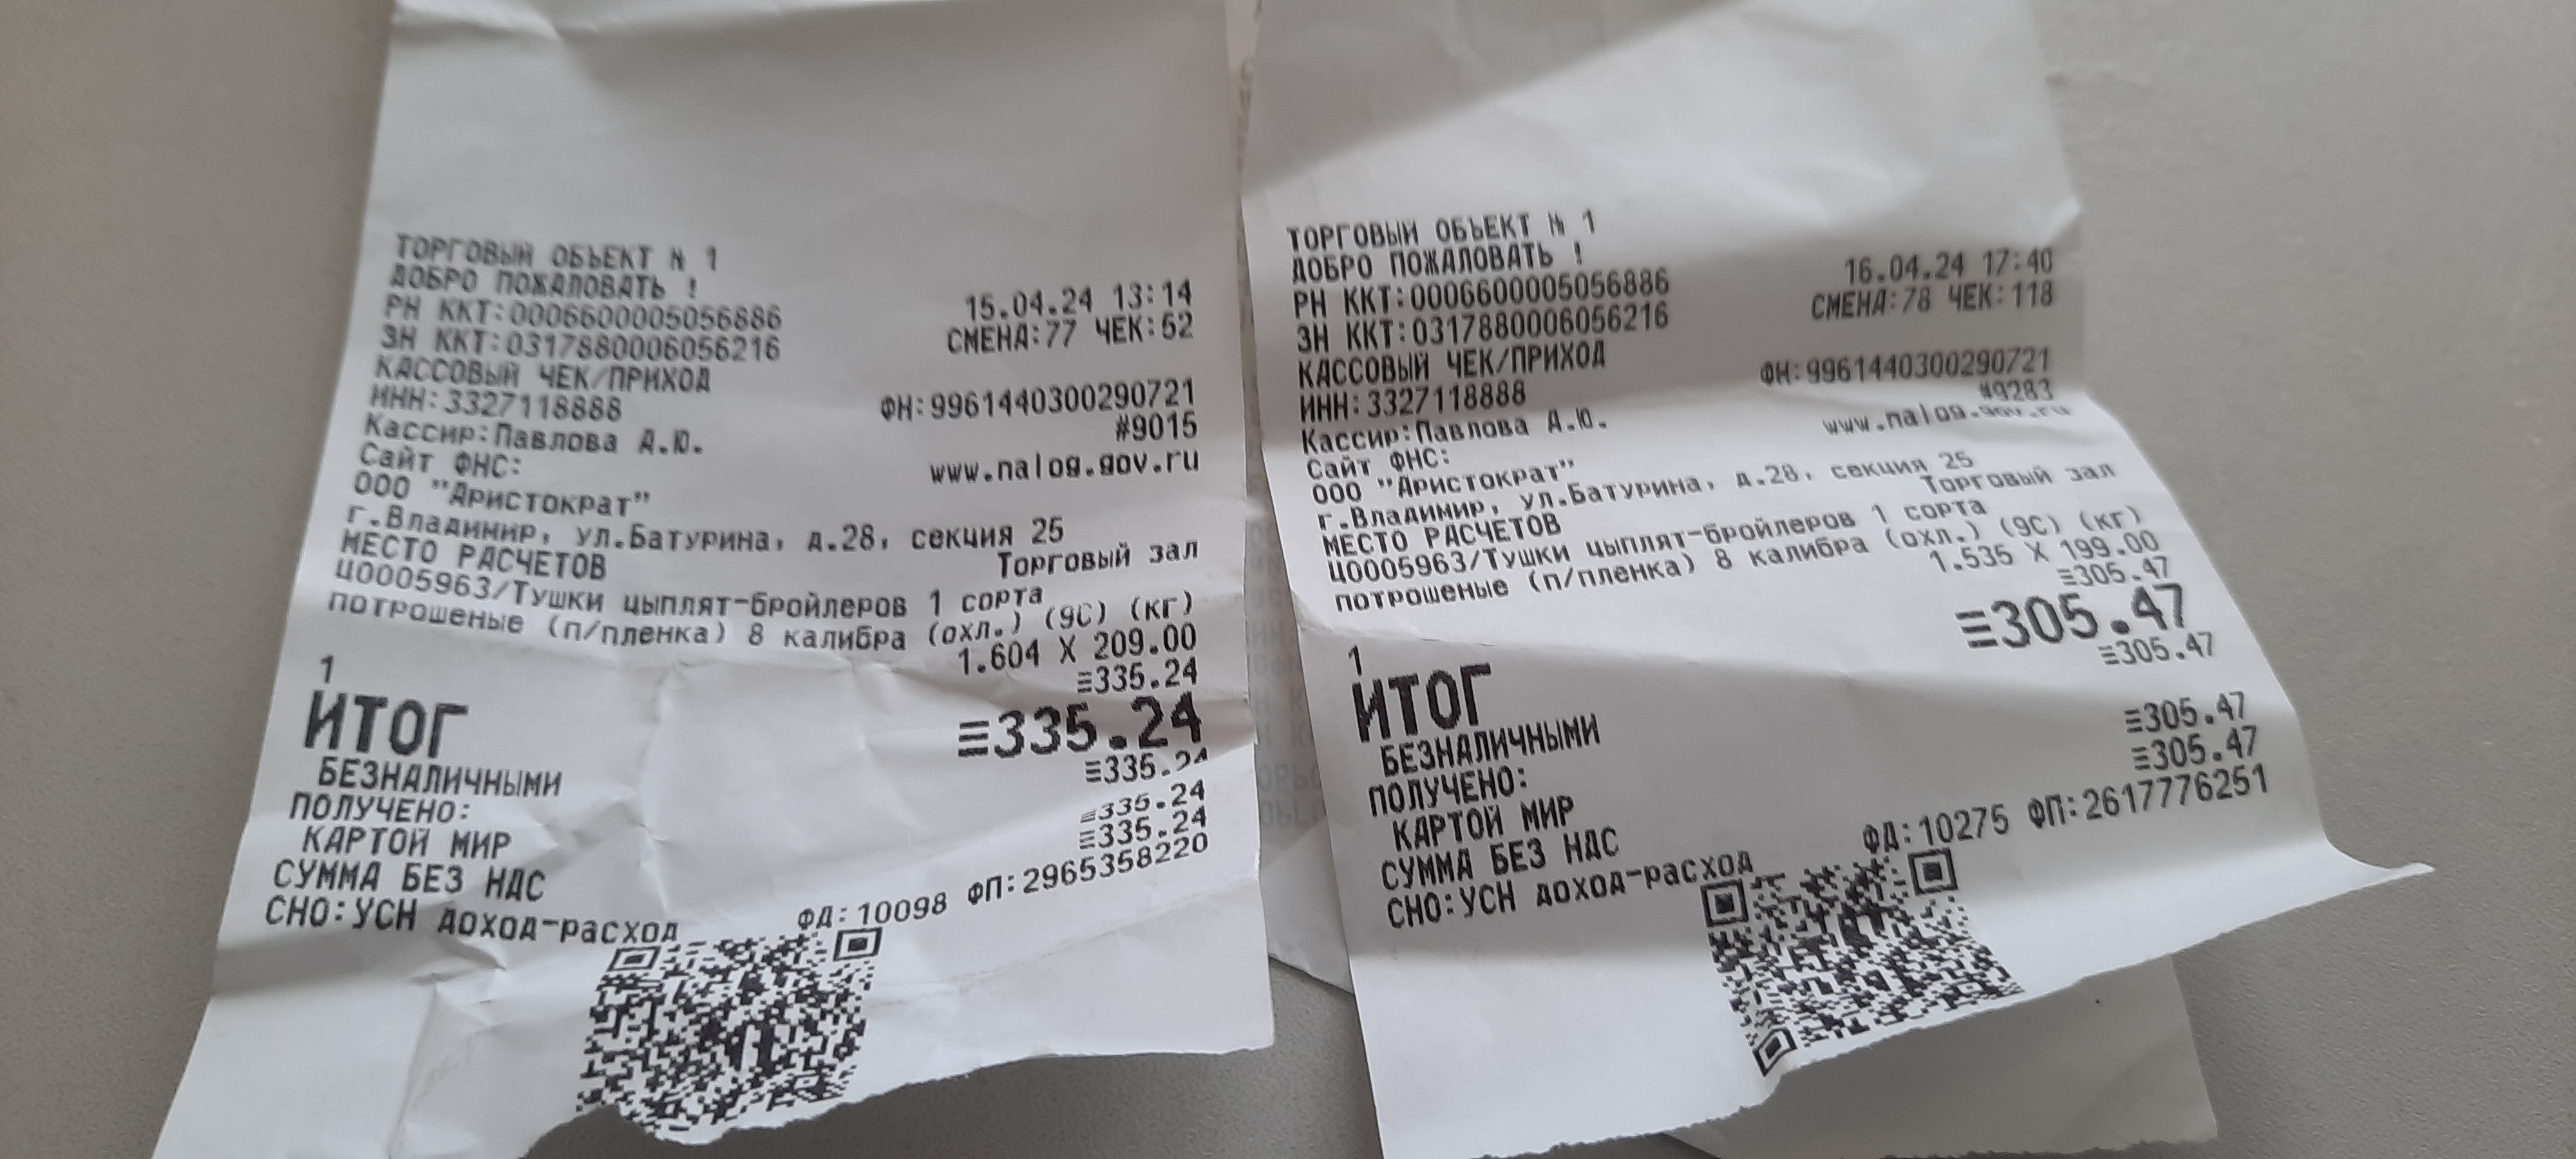 ТОРГОВЫЙ ОБЪЕКТ № 1
ДОБРО ПОЖАЛОВАТЬ !
РН ККТ:0006600005056886 15.04.24 13:14
ЗН ККТ:0317880006056216 СМЕНА:77 ЧЕК:52
КАССОВЫЙ ЧЕК/ПРИХОД
ИНН:3327118888 ФН:9961440300290721
Кассир:Павлова А.Ю. #9015
Сайт ФНС: www.nalog.gov.ru
ООО "Аристократ"
г.Владимир, ул.Батурина, д.28, секция 25
МЕСТО РАСЧЕТОВ Торговый зал
Ц0005963/Тушки цыплят-бройлеров 1 сорта
потрошеные (п/пленка) 8 калибра (охл.) (9С) (кг)
1.604 X 209.00
1 ≡335.24
ИТОГ ≡335.24
БЕЗНАЛИЧНЫМИ ≡335.24
ПОЛУЧЕНО:
КАРТОЙ МИР ≡335.24
СУММА БЕЗ НДС ≡335.24
СНО:УСН доход-расход ФД:10098 ФП:2965358220
ТОРГОВЫЙ ОБЪЕКТ № 1
ДОБРО ПОЖАЛОВАТЬ !
РН ККТ:0006600005056886 16.04.24 17:40
ЗН ККТ:0317880006056216 СМЕНА:78 ЧЕК:118
КАССОВЫЙ ЧЕК/ПРИХОД
ИНН:3327118888 ФН:9961440300290721
Кассир:Павлова А.Ю. #9283
Сайт ФНС: www.nalog.gov.ru
ООО "Аристократ"
г.Владимир, ул.Батурина, д.28, секция 25
МЕСТО РАСЧЕТОВ Торговый зал
Ц0005963/Тушки цыплят-бройлеров 1 сорта
потрошеные (п/пленка) 8 калибра (охл.) (9С) (кг)
1.535 X 199.00
1 ≡305.47
ИТОГ ≡305.47
БЕЗНАЛИЧНЫМИ ≡305.47
ПОЛУЧЕНО:
КАРТОЙ МИР ≡305.47
СУММА БЕЗ НДС ≡305.47
СНО:УСН доход-расход ФД:10275 ФП:2617776251